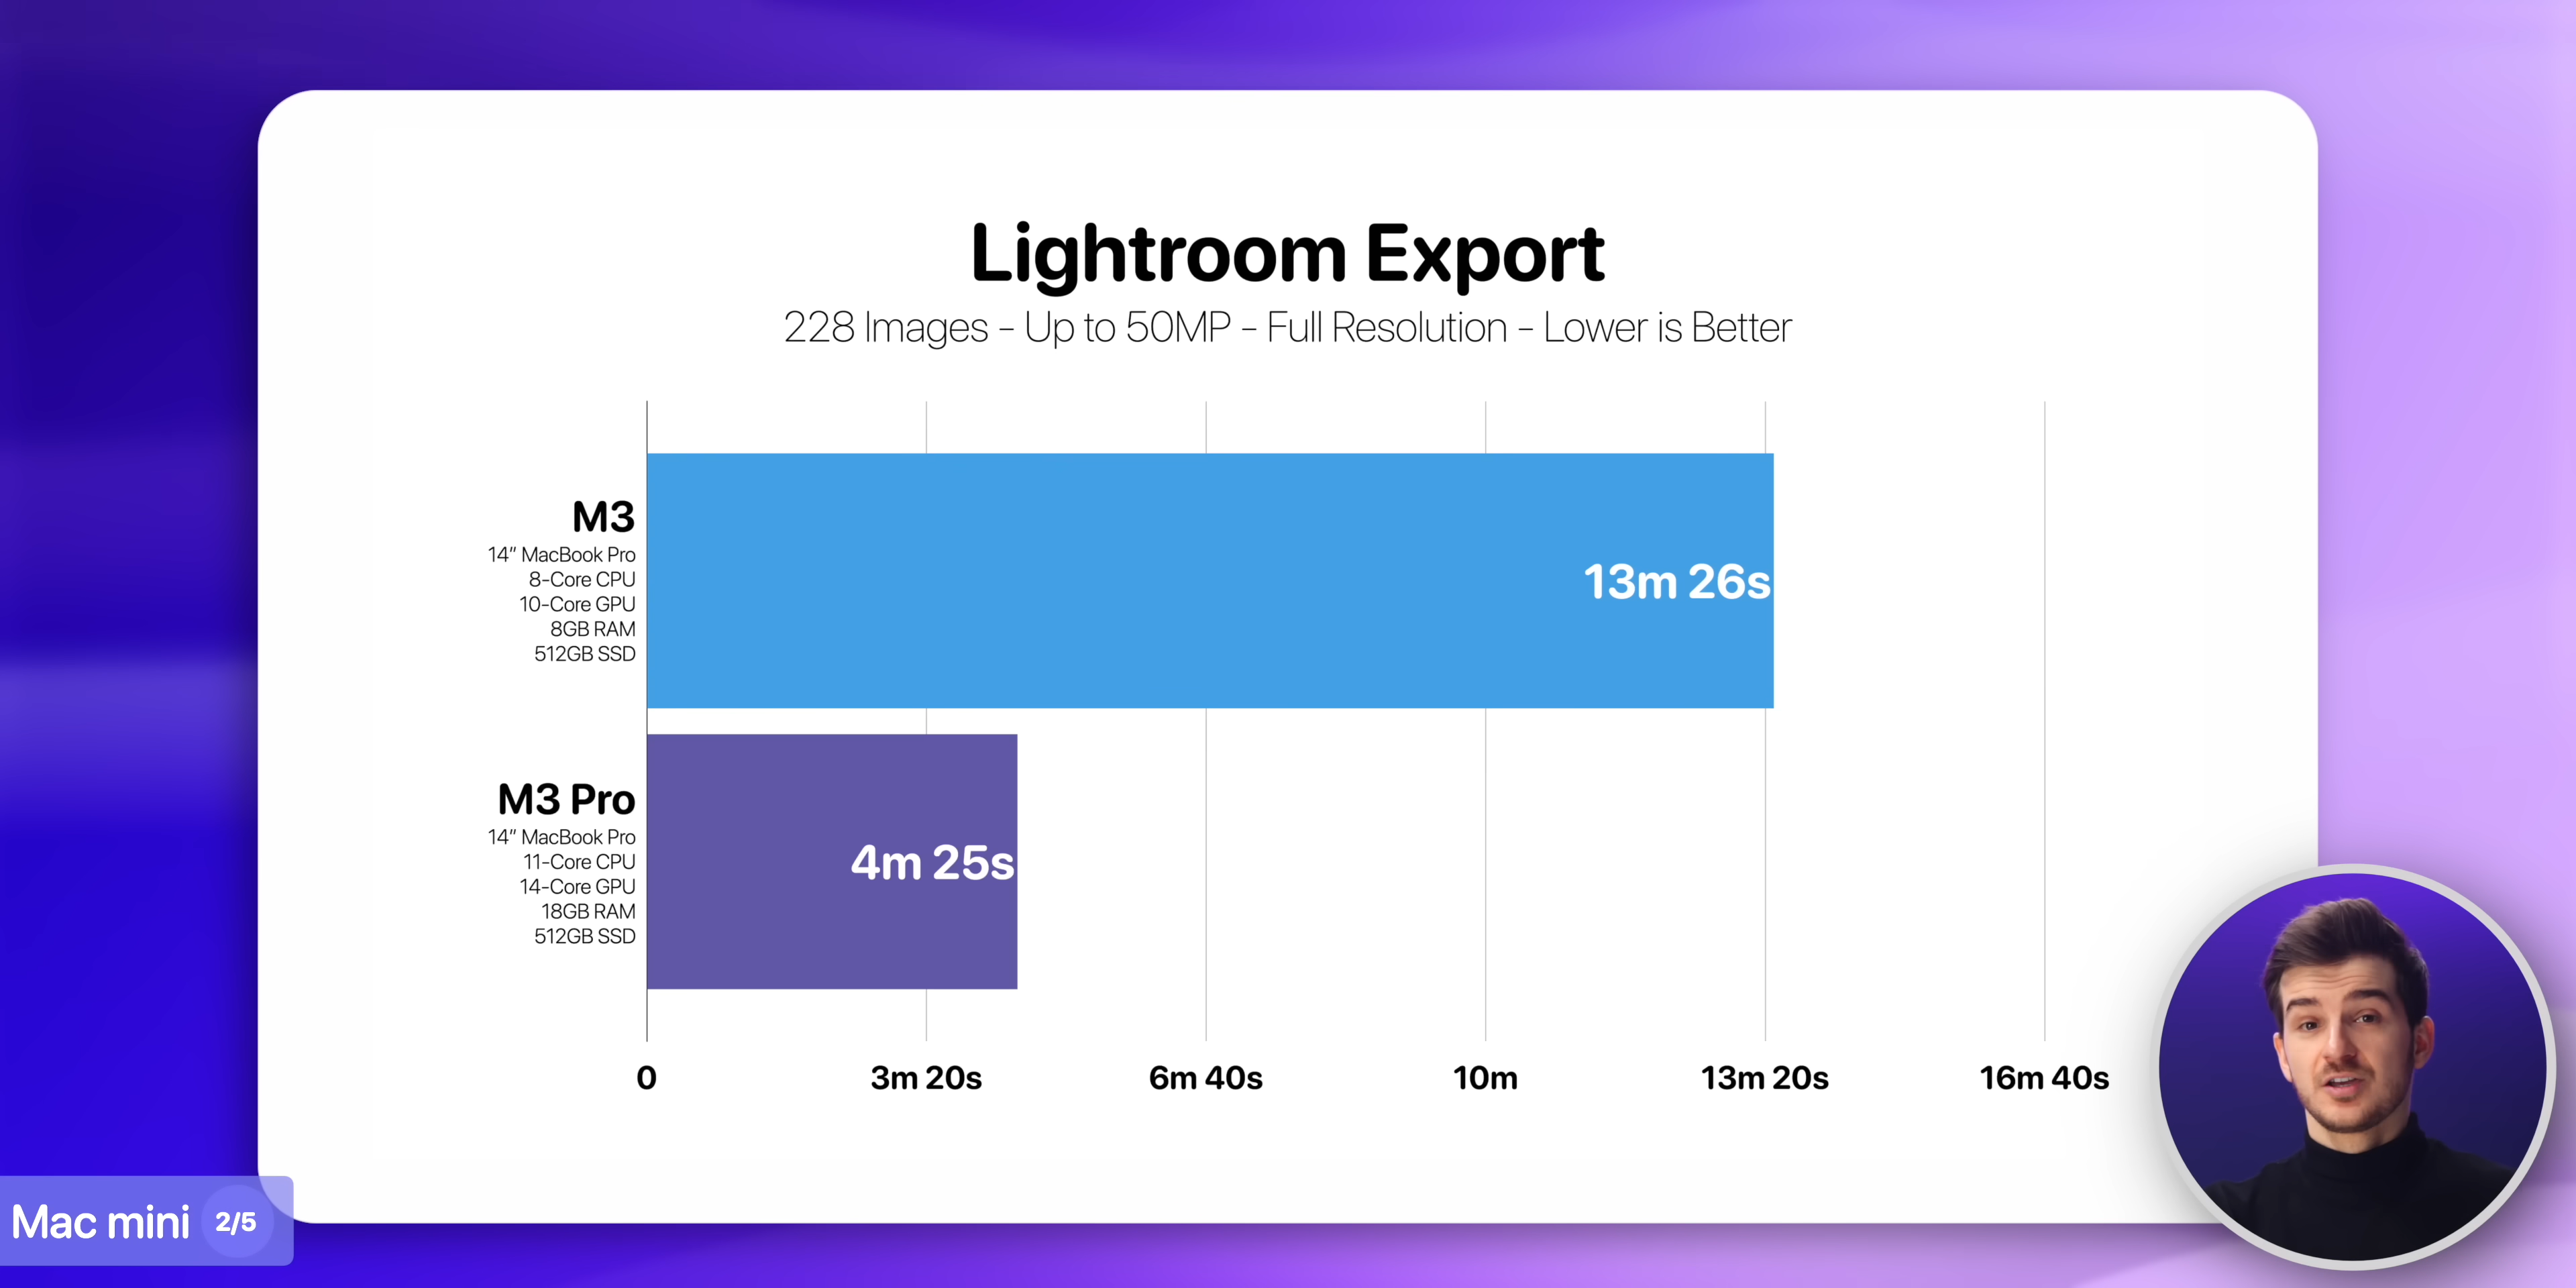 Lightroom Export
228 Images - Up to 50MP - Full Resolution - Lower is Better
M3
14” MacBook Pro
8-Core CPU
10-Core GPU
8GB RAM
512GB SSD
13m 26s
M3 Pro
14” MacBook Pro
11-Core CPU
14-Core GPU
18GB RAM
512GB SSD
4m 25s
0
3m 20s
6m 40s
10m
13m 20s
16m 40s
Mac mini 2/5